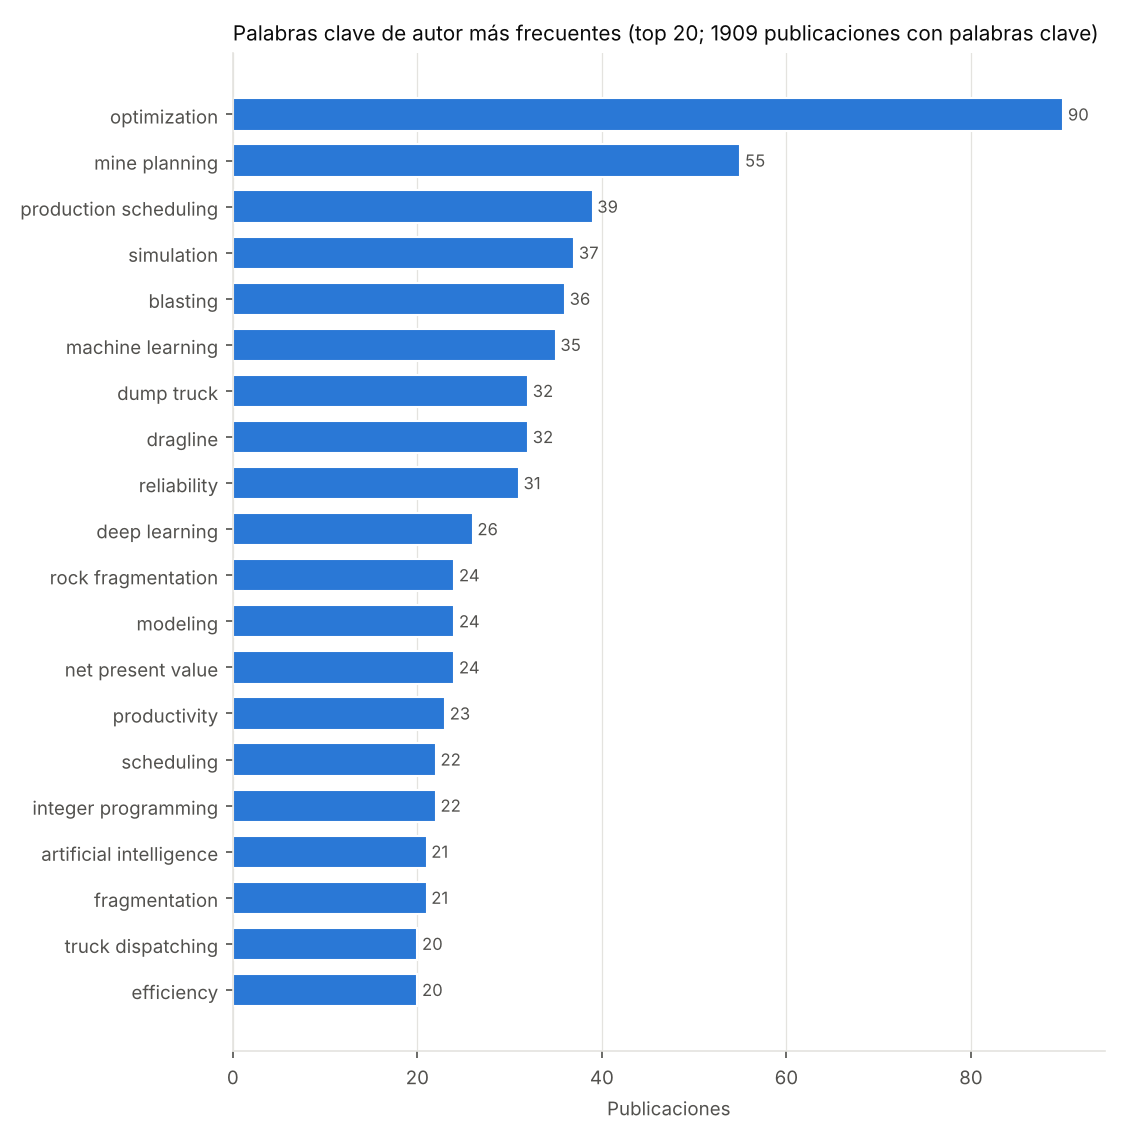 Palabras clave de autor más frecuentes (top 20; 1909 publicaciones con palabras clave)
optimization 90
mine planning 55
production scheduling 39
simulation 37
blasting 36
machine learning 35
dump truck 32
dragline 32
reliability 31
deep learning 26
rock fragmentation 24
modeling 24
net present value 24
productivity 23
scheduling 22
integer programming 22
artificial intelligence 21
fragmentation 21
truck dispatching 20
efficiency 20
0 20 40 60 80
Publicaciones